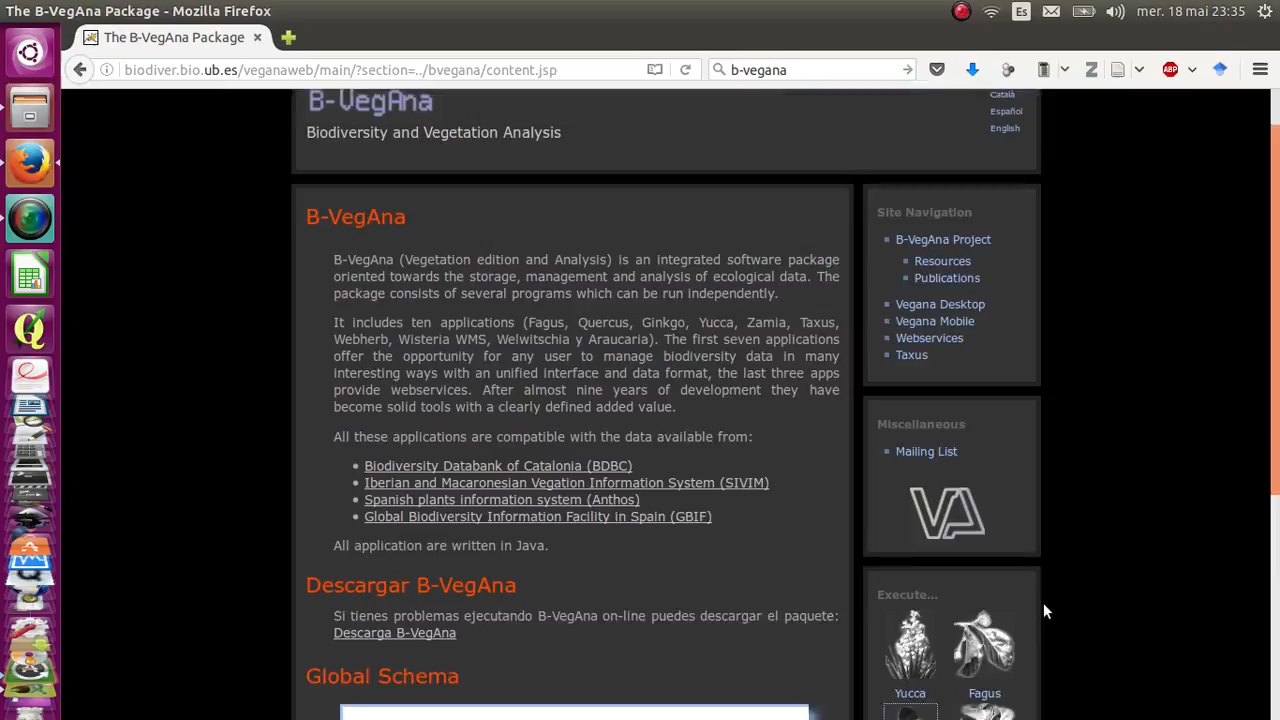 The B-VegAna Package - Mozilla Firefox
Es
mer. 18 mai 23:35
The B-VegAna Package
biodiver.bio.ub.es/veganaweb/main/?section=../bvegana/content.jsp
b-vegana
ABP
B-VegAna
Biodiversity and Vegetation Analysis
Català
Español
English
B-VegAna
B-VegAna (Vegetation edition and Analysis) is an integrated software package
oriented towards the storage, management and analysis of ecological data. The
package consists of several programs which can be run independently.
It includes ten applications (Fagus, Quercus, Ginkgo, Yucca, Zamia, Taxus,
Webherb, Wisteria WMS, Welwitschia y Araucaria). The first seven applications
offer the opportunity for any user to manage biodiversity data in many
interesting ways with an unified interface and data format, the last three apps
provide webservices. After almost nine years of development they have
become solid tools with a clearly defined added value.
All these applications are compatible with the data available from:
Biodiversity Databank of Catalonia (BDBC)
Iberian and Macaronesian Vegation Information System (SIVIM)
Spanish plants information system (Anthos)
Global Biodiversity Information Facility in Spain (GBIF)
All application are written in Java.
Descargar B-VegAna
Si tienes problemas ejecutando B-VegAna on-line puedes descargar el paquete:
Descarga B-VegAna
Global Schema
Site Navigation
B-VegAna Project
Resources
Publications
Vegana Desktop
Vegana Mobile
Webservices
Taxus
Miscellaneous
Mailing List
VA
Execute...
Yucca
Fagus